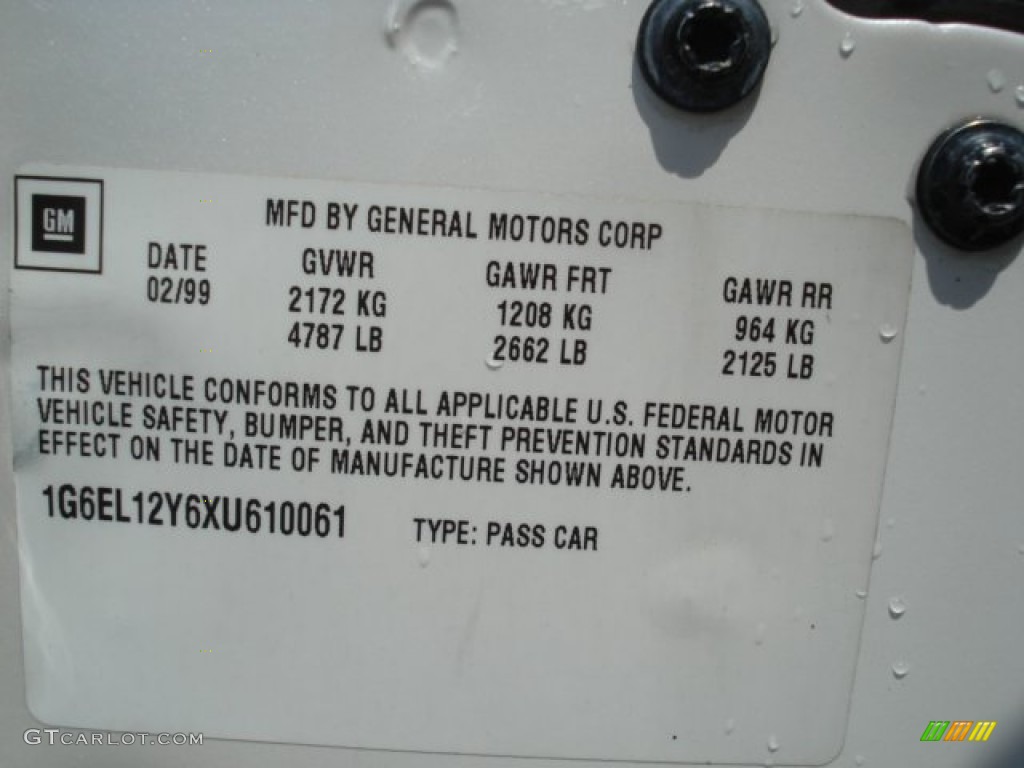 GM
MFD BY GENERAL MOTORS CORP
DATE GVWR GAWR FRT GAWR RR
02/99 2172 KG 1208 KG 964 KG
4787 LB 2662 LB 2125 LB
THIS VEHICLE CONFORMS TO ALL APPLICABLE U.S. FEDERAL MOTOR
VEHICLE SAFETY, BUMPER, AND THEFT PREVENTION STANDARDS IN
EFFECT ON THE DATE OF MANUFACTURE SHOWN ABOVE.
1G6EL12Y6XU610061 TYPE: PASS CAR
GTCARLOT.COM